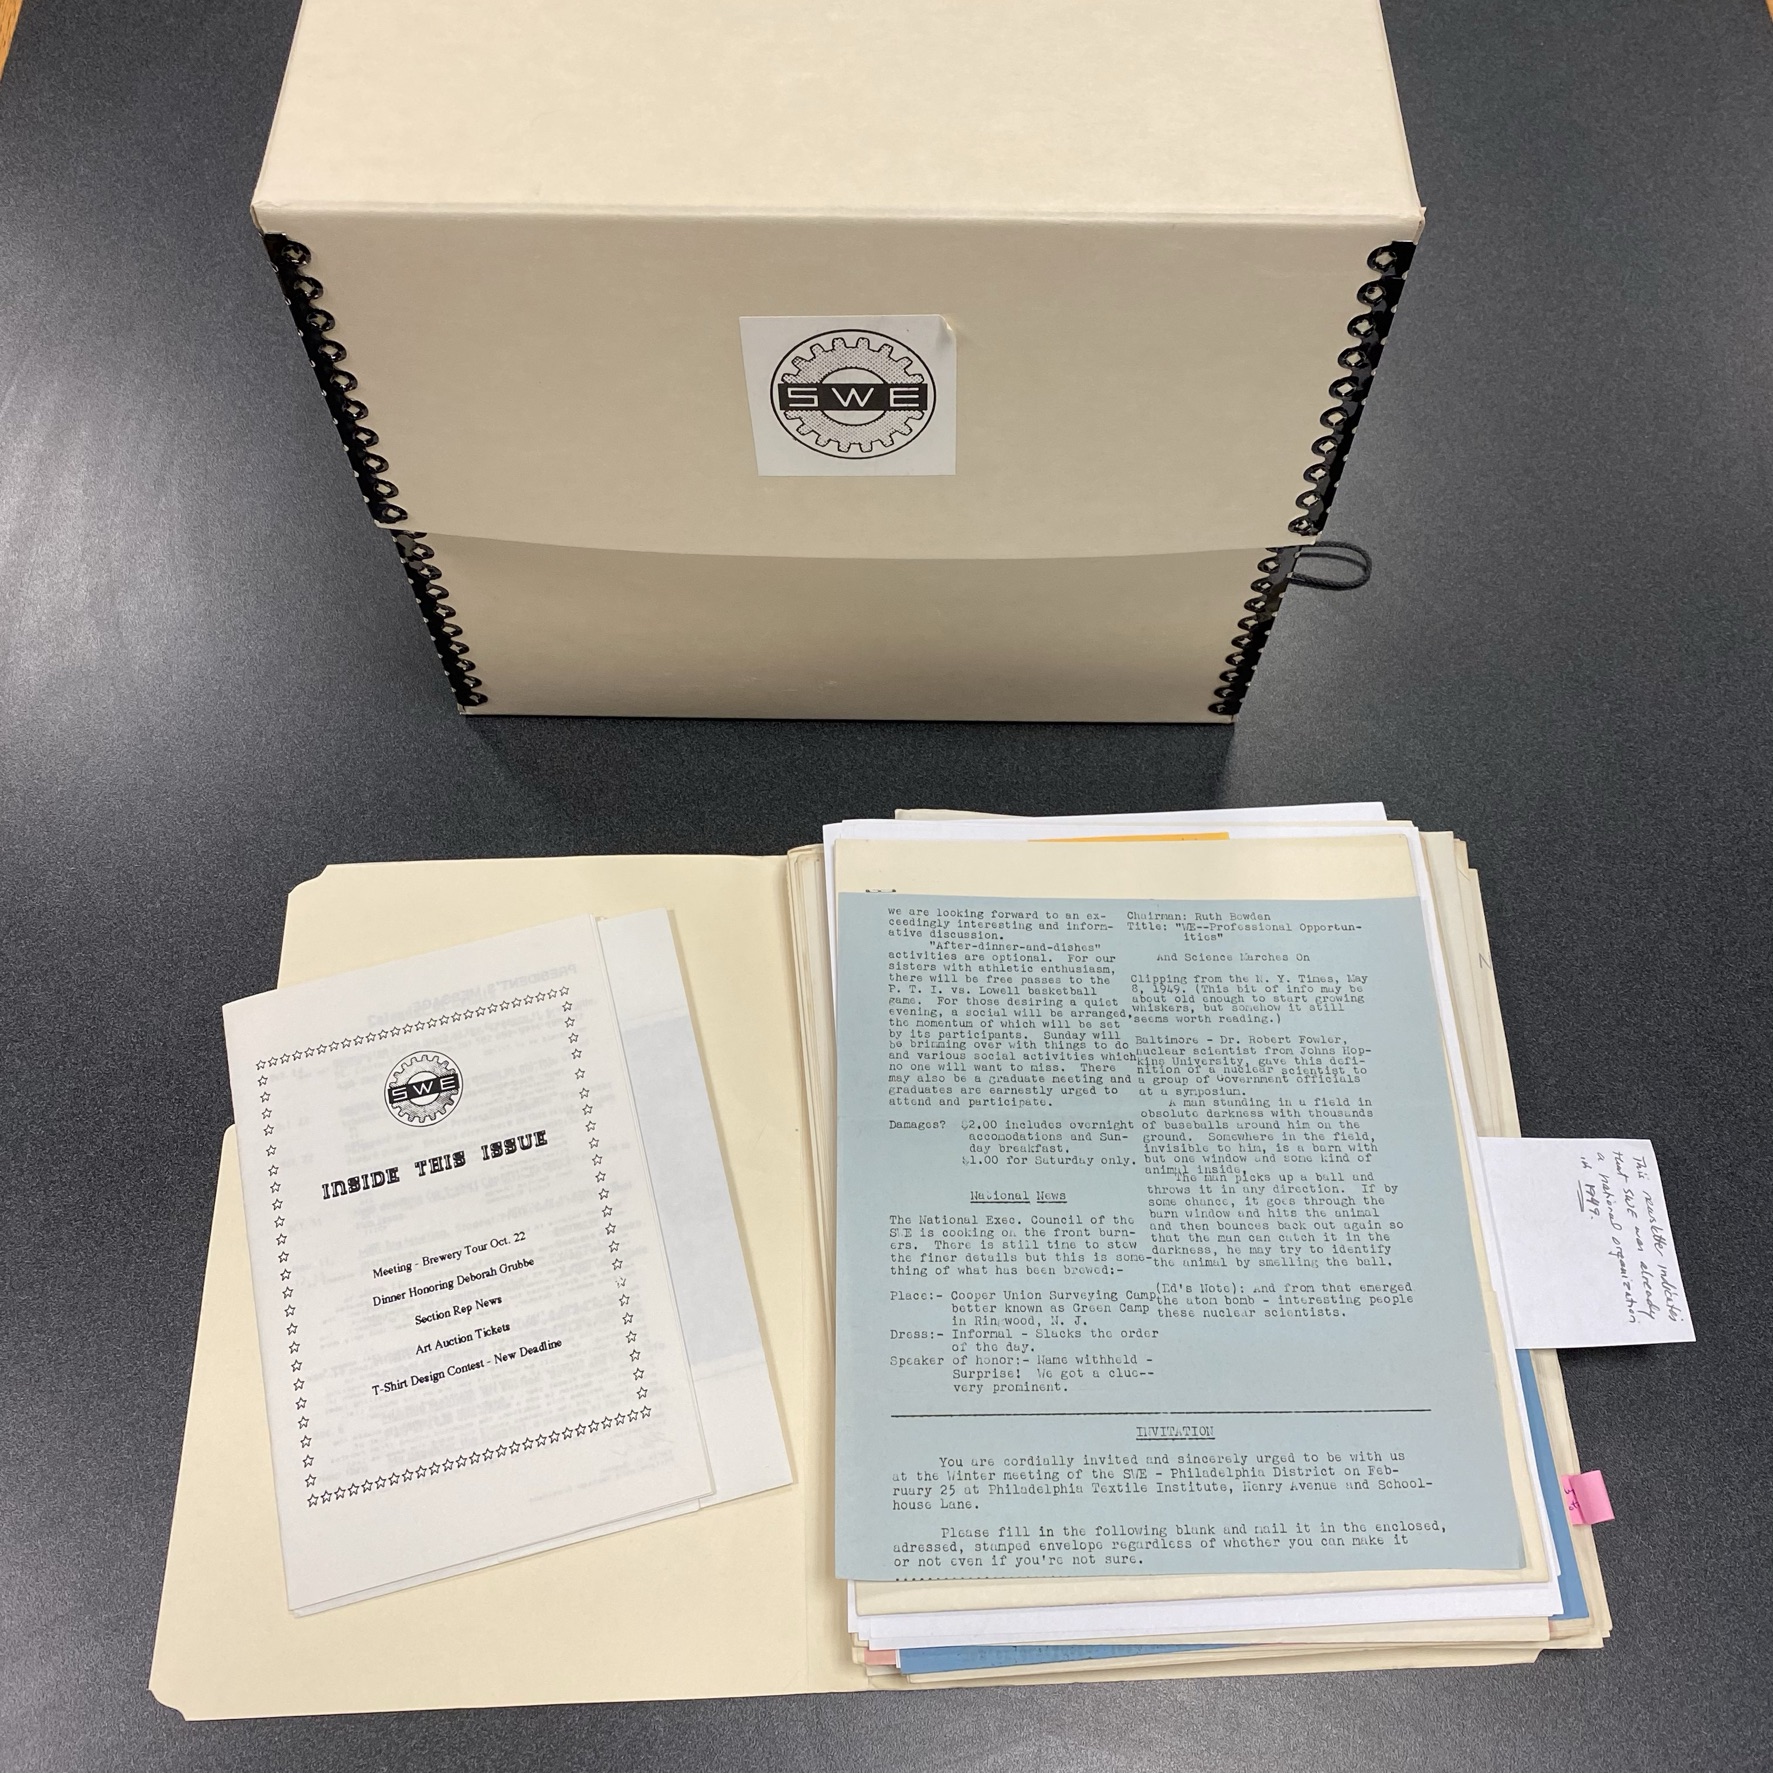 SWE
SWE
INSIDE THIS ISSUE
Meeting - Brewery Tour Oct. 22
Dinner Honoring Deborah Grubbe
Section Rep News
Art Auction Tickets
T-Shirt Design Contest - New Deadline
we are looking forward to an ex-
ceedingly interesting and inform-
ative discussion.
"After-dinner-and-dishes"
activities are optional. For our
sisters with athletic enthusiasm,
there will be free passes to the
P. T. I. vs. Lowell basketball
game. For those desiring a quiet
evening, a social will be arranged,
the momentum of which will be set
by its participants. Sunday will
be brimming over with things to do
and various social activities which
no one will want to miss. There
may also be a graduate meeting and
graduates are earnestly urged to
attend and participate.
Damages? $2.00 includes overnight
accomodations and Sun-
day breakfast.
$1.00 for Saturday only.
National News
The National Exec. Council of the
SWE is cooking on the front burn-
ers. There is still time to stew
the finer details but this is some-
thing of what has been brewed:-
Place:- Cooper Union Surveying Camp
better known as Green Camp
in Ringwood, N. J.
Dress:- Informal - Slacks the order
of the day.
Speaker of honor:- Name withheld -
Surprise! We got a clue--
very prominent.
Chairman: Ruth Bowden
Title: "WE--Professional Opportun-
ities"
And Science Marches On
Clipping from the N. Y. Times, May
8, 1949. (This bit of info may be
about old enough to start growing
whiskers, but somehow it still
seems worth reading.)
Baltimore - Dr. Robert Fowler,
nuclear scientist from Johns Hop-
kins University, gave this defi-
nition of a nuclear scientist to
a group of Government officials
at a symposium.
A man standing in a field in
absolute darkness with thousands
of baseballs around him on the
ground. Somewhere in the field,
invisible to him, is a barn with
but one window and some kind of
animal inside.
The man picks up a ball and
throws it in any direction. If by
some chance, it goes through the
barn window and hits the animal
and then bounces back out again so
that the man can catch it in the
darkness, he may try to identify
the animal by smelling the ball.
(Ed's Note): And from that emerged
the atom bomb - interesting people
these nuclear scientists.
INVITATION
You are cordially invited and sincerely urged to be with us
at the Winter meeting of the SWE - Philadelphia District on Feb-
ruary 25 at Philadelphia Textile Institute, Henry Avenue and School-
house Lane.
Please fill in the following blank and mail it in the enclosed,
adressed, stamped envelope regardless of whether you can make it
or not even if you're not sure.
This newsletter indicates
that SWE was already
a national organization
in 1949.